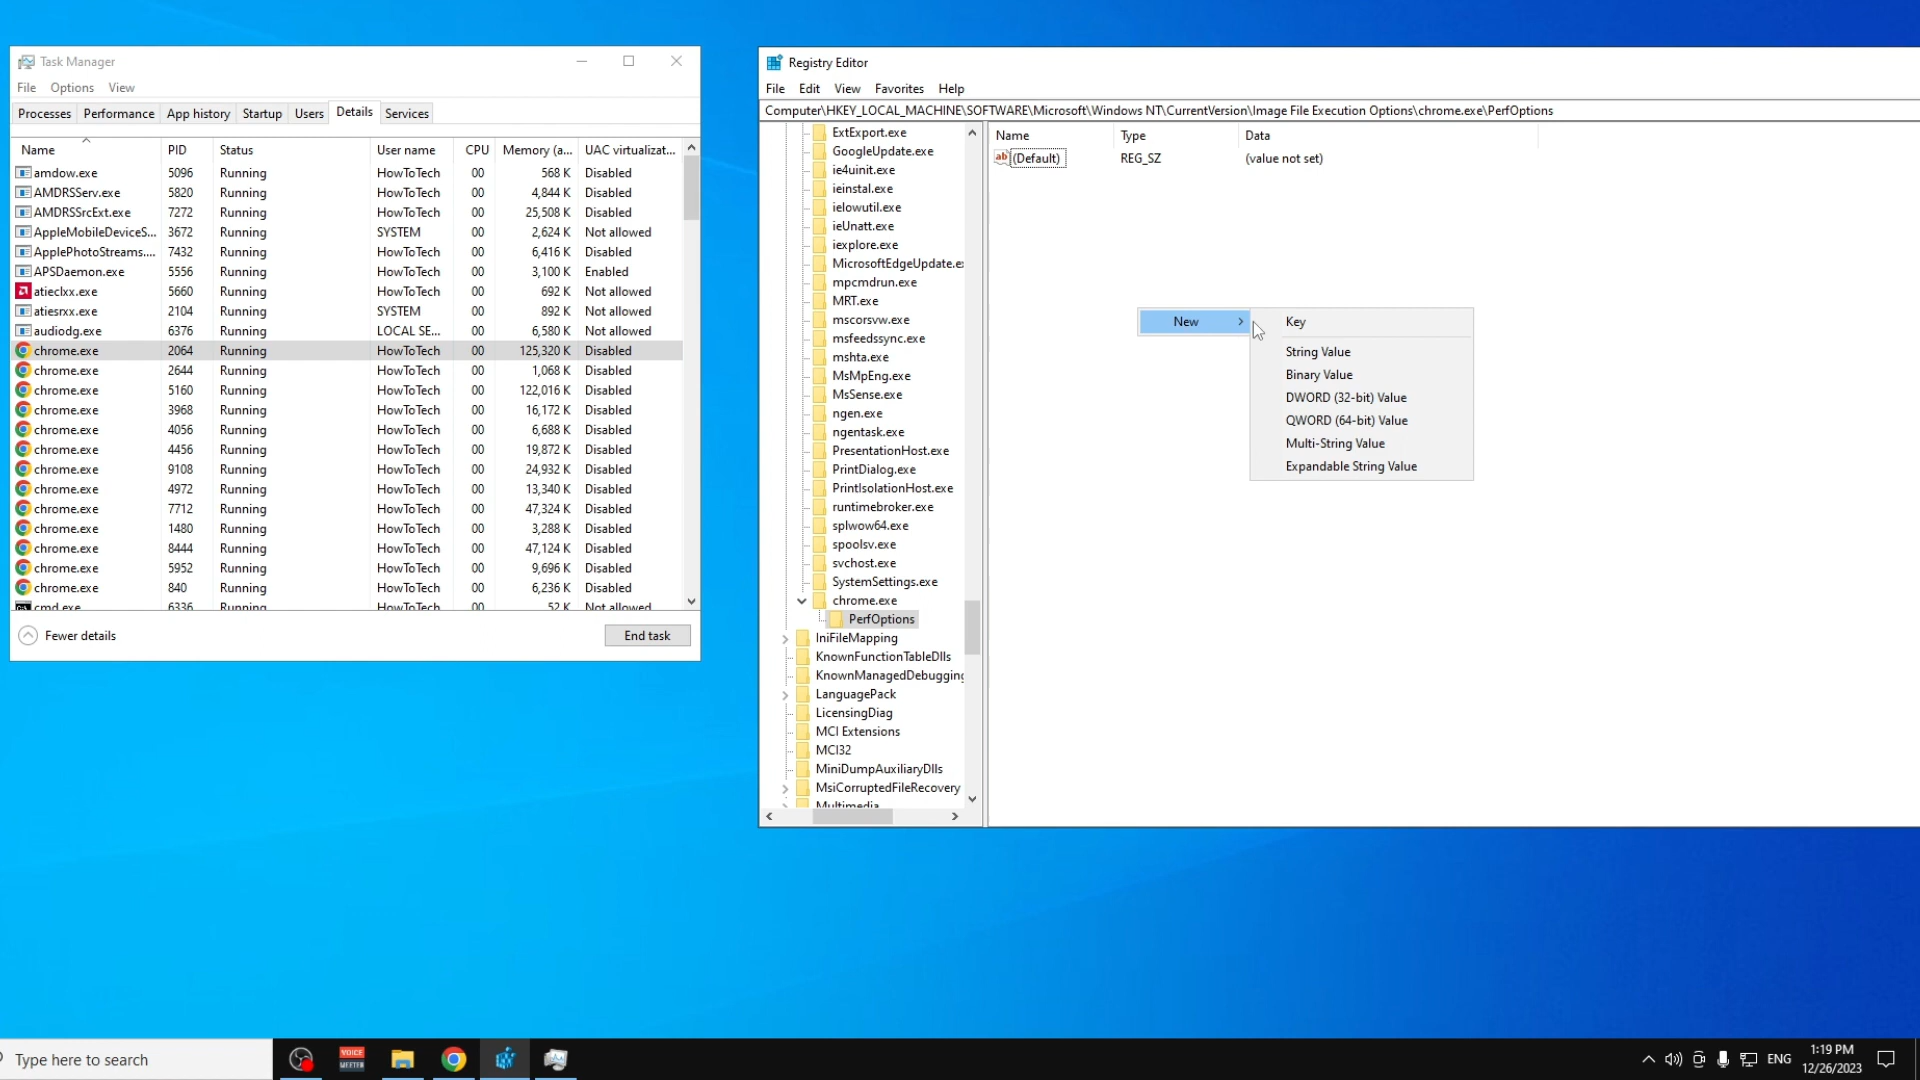 Task Manager
File Options View
Processes Performance App history Startup Users Details Services
Name PID Status User name CPU Memory (a... UAC virtualizat...
amdow.exe 5096 Running HowToTech 00 568 K Disabled
AMDRSServ.exe 5820 Running HowToTech 00 4,844 K Disabled
AMDRSSrcExt.exe 7272 Running HowToTech 00 25,508 K Disabled
AppleMobileDeviceS... 3672 Running SYSTEM 00 2,624 K Not allowed
ApplePhotoStreams.... 7432 Running HowToTech 00 6,416 K Disabled
APSDaemon.exe 5556 Running HowToTech 00 3,100 K Enabled
atieclxx.exe 5660 Running HowToTech 00 692 K Not allowed
atiesrxx.exe 2104 Running SYSTEM 00 892 K Not allowed
audiodg.exe 6376 Running LOCAL SE... 00 6,580 K Not allowed
chrome.exe 2064 Running HowToTech 00 125,320 K Disabled
chrome.exe 2644 Running HowToTech 00 1,068 K Disabled
chrome.exe 5160 Running HowToTech 00 122,016 K Disabled
chrome.exe 3968 Running HowToTech 00 16,172 K Disabled
chrome.exe 4056 Running HowToTech 00 6,688 K Disabled
chrome.exe 4456 Running HowToTech 00 19,872 K Disabled
chrome.exe 9108 Running HowToTech 00 24,932 K Disabled
chrome.exe 4972 Running HowToTech 00 13,340 K Disabled
chrome.exe 7712 Running HowToTech 00 47,324 K Disabled
chrome.exe 1480 Running HowToTech 00 3,288 K Disabled
chrome.exe 8444 Running HowToTech 00 47,124 K Disabled
chrome.exe 5952 Running HowToTech 00 9,696 K Disabled
chrome.exe 840 Running HowToTech 00 6,236 K Disabled
cmd.exe 6336 Running HowToTech 00 52 K Not allowed
Fewer details End task
Registry Editor
File Edit View Favorites Help
Computer\HKEY_LOCAL_MACHINE\SOFTWARE\Microsoft\Windows NT\CurrentVersion\Image File Execution Options\chrome.exe\PerfOptions
ExtExport.exe
GoogleUpdate.exe
ie4uinit.exe
ieinstal.exe
ielowutil.exe
ieUnatt.exe
iexplore.exe
MicrosoftEdgeUpdate.ex
mpcmdrun.exe
MRT.exe
mscorsvw.exe
msfeedssync.exe
mshta.exe
MsMpEng.exe
MsSense.exe
ngen.exe
ngentask.exe
PresentationHost.exe
PrintDialog.exe
PrintIsolationHost.exe
runtimebroker.exe
splwow64.exe
spoolsv.exe
svchost.exe
SystemSettings.exe
chrome.exe
PerfOptions
IniFileMapping
KnownFunctionTableDlls
KnownManagedDebugging
LanguagePack
LicensingDiag
MCI Extensions
MCI32
MiniDumpAuxiliaryDlls
MsiCorruptedFileRecovery
Multimedia
Name Type Data
ab (Default) REG_SZ (value not set)
New
Key
String Value
Binary Value
DWORD (32-bit) Value
QWORD (64-bit) Value
Multi-String Value
Expandable String Value
Type here to search
VOICE
MEETER
ENG
1:19 PM
12/26/2023